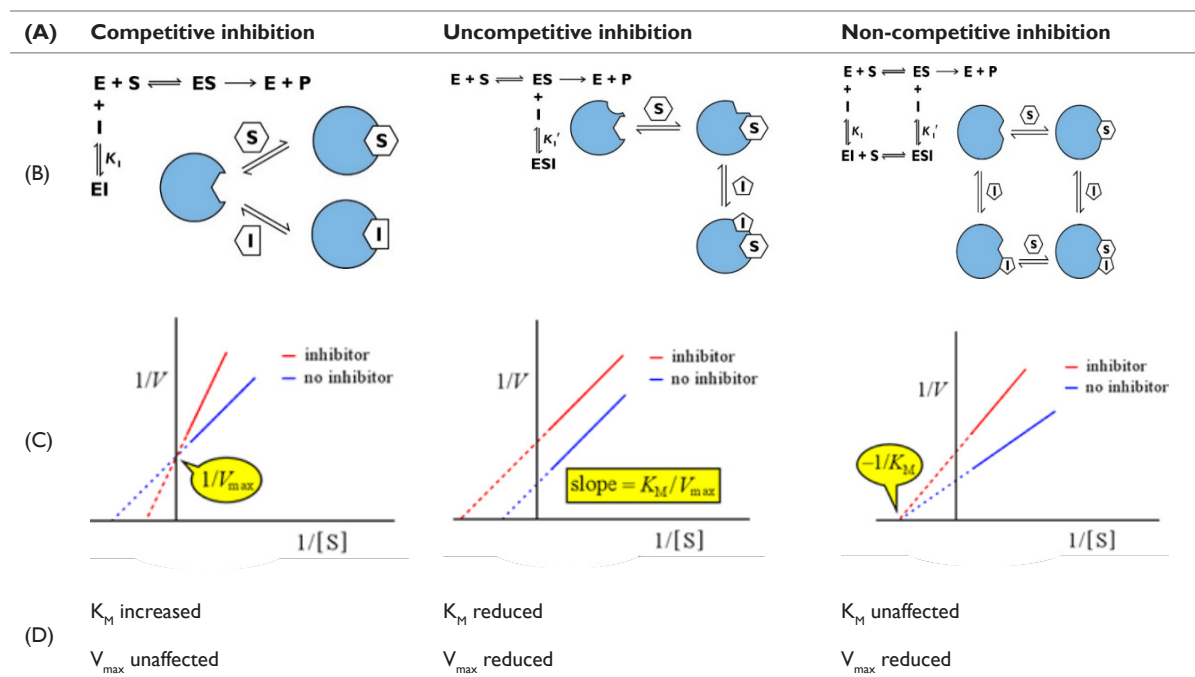 (A) Competitive inhibition Uncompetitive inhibition Non-competitive inhibition
(B)
E + S ⇌ ES → E + P
+
I
⇌ K_I
EI
S
S
I
I
E + S ⇌ ES → E + P
+
I
⇌ K_I′
ESI
S
S
I
I
S
E + S ⇌ ES → E + P
+ +
I I
⇌ K_I ⇌ K_I′
EI + S ⇌ ESI
S
S
I
I
I
S
S
I
(C)
1/V
inhibitor
no inhibitor
1/V_max
1/[S]
1/V
inhibitor
no inhibitor
slope = K_M/V_max
1/[S]
1/V
inhibitor
no inhibitor
−1/K_M
1/[S]
(D)
K_M increased K_M reduced K_M unaffected
V_max unaffected V_max reduced V_max reduced